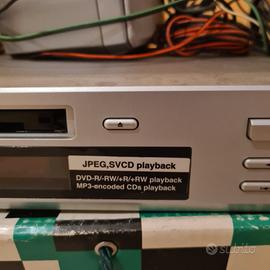 JPEG,SVCD playback
DVD-R/-RW/+R/+RW playback
MP3-encoded CDs playback
subito